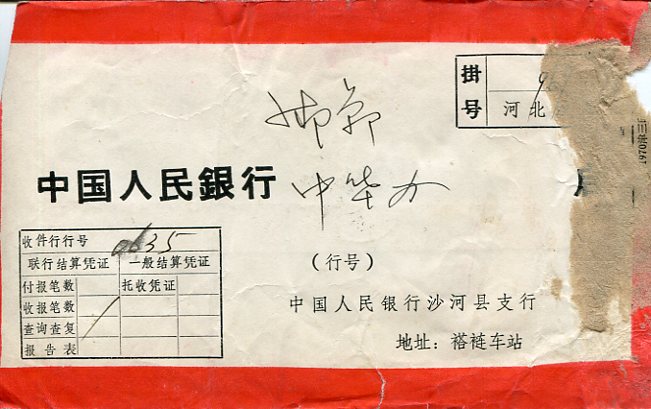 掛号
河北
邯郸
中国人民銀行 中华办
收件行行号 0635
联行结算凭证 一般结算凭证
付报笔数 托收凭证
收报笔数
查询查复
报告表
(行号)
中国人民银行沙河县支行
地址：褡裢车站